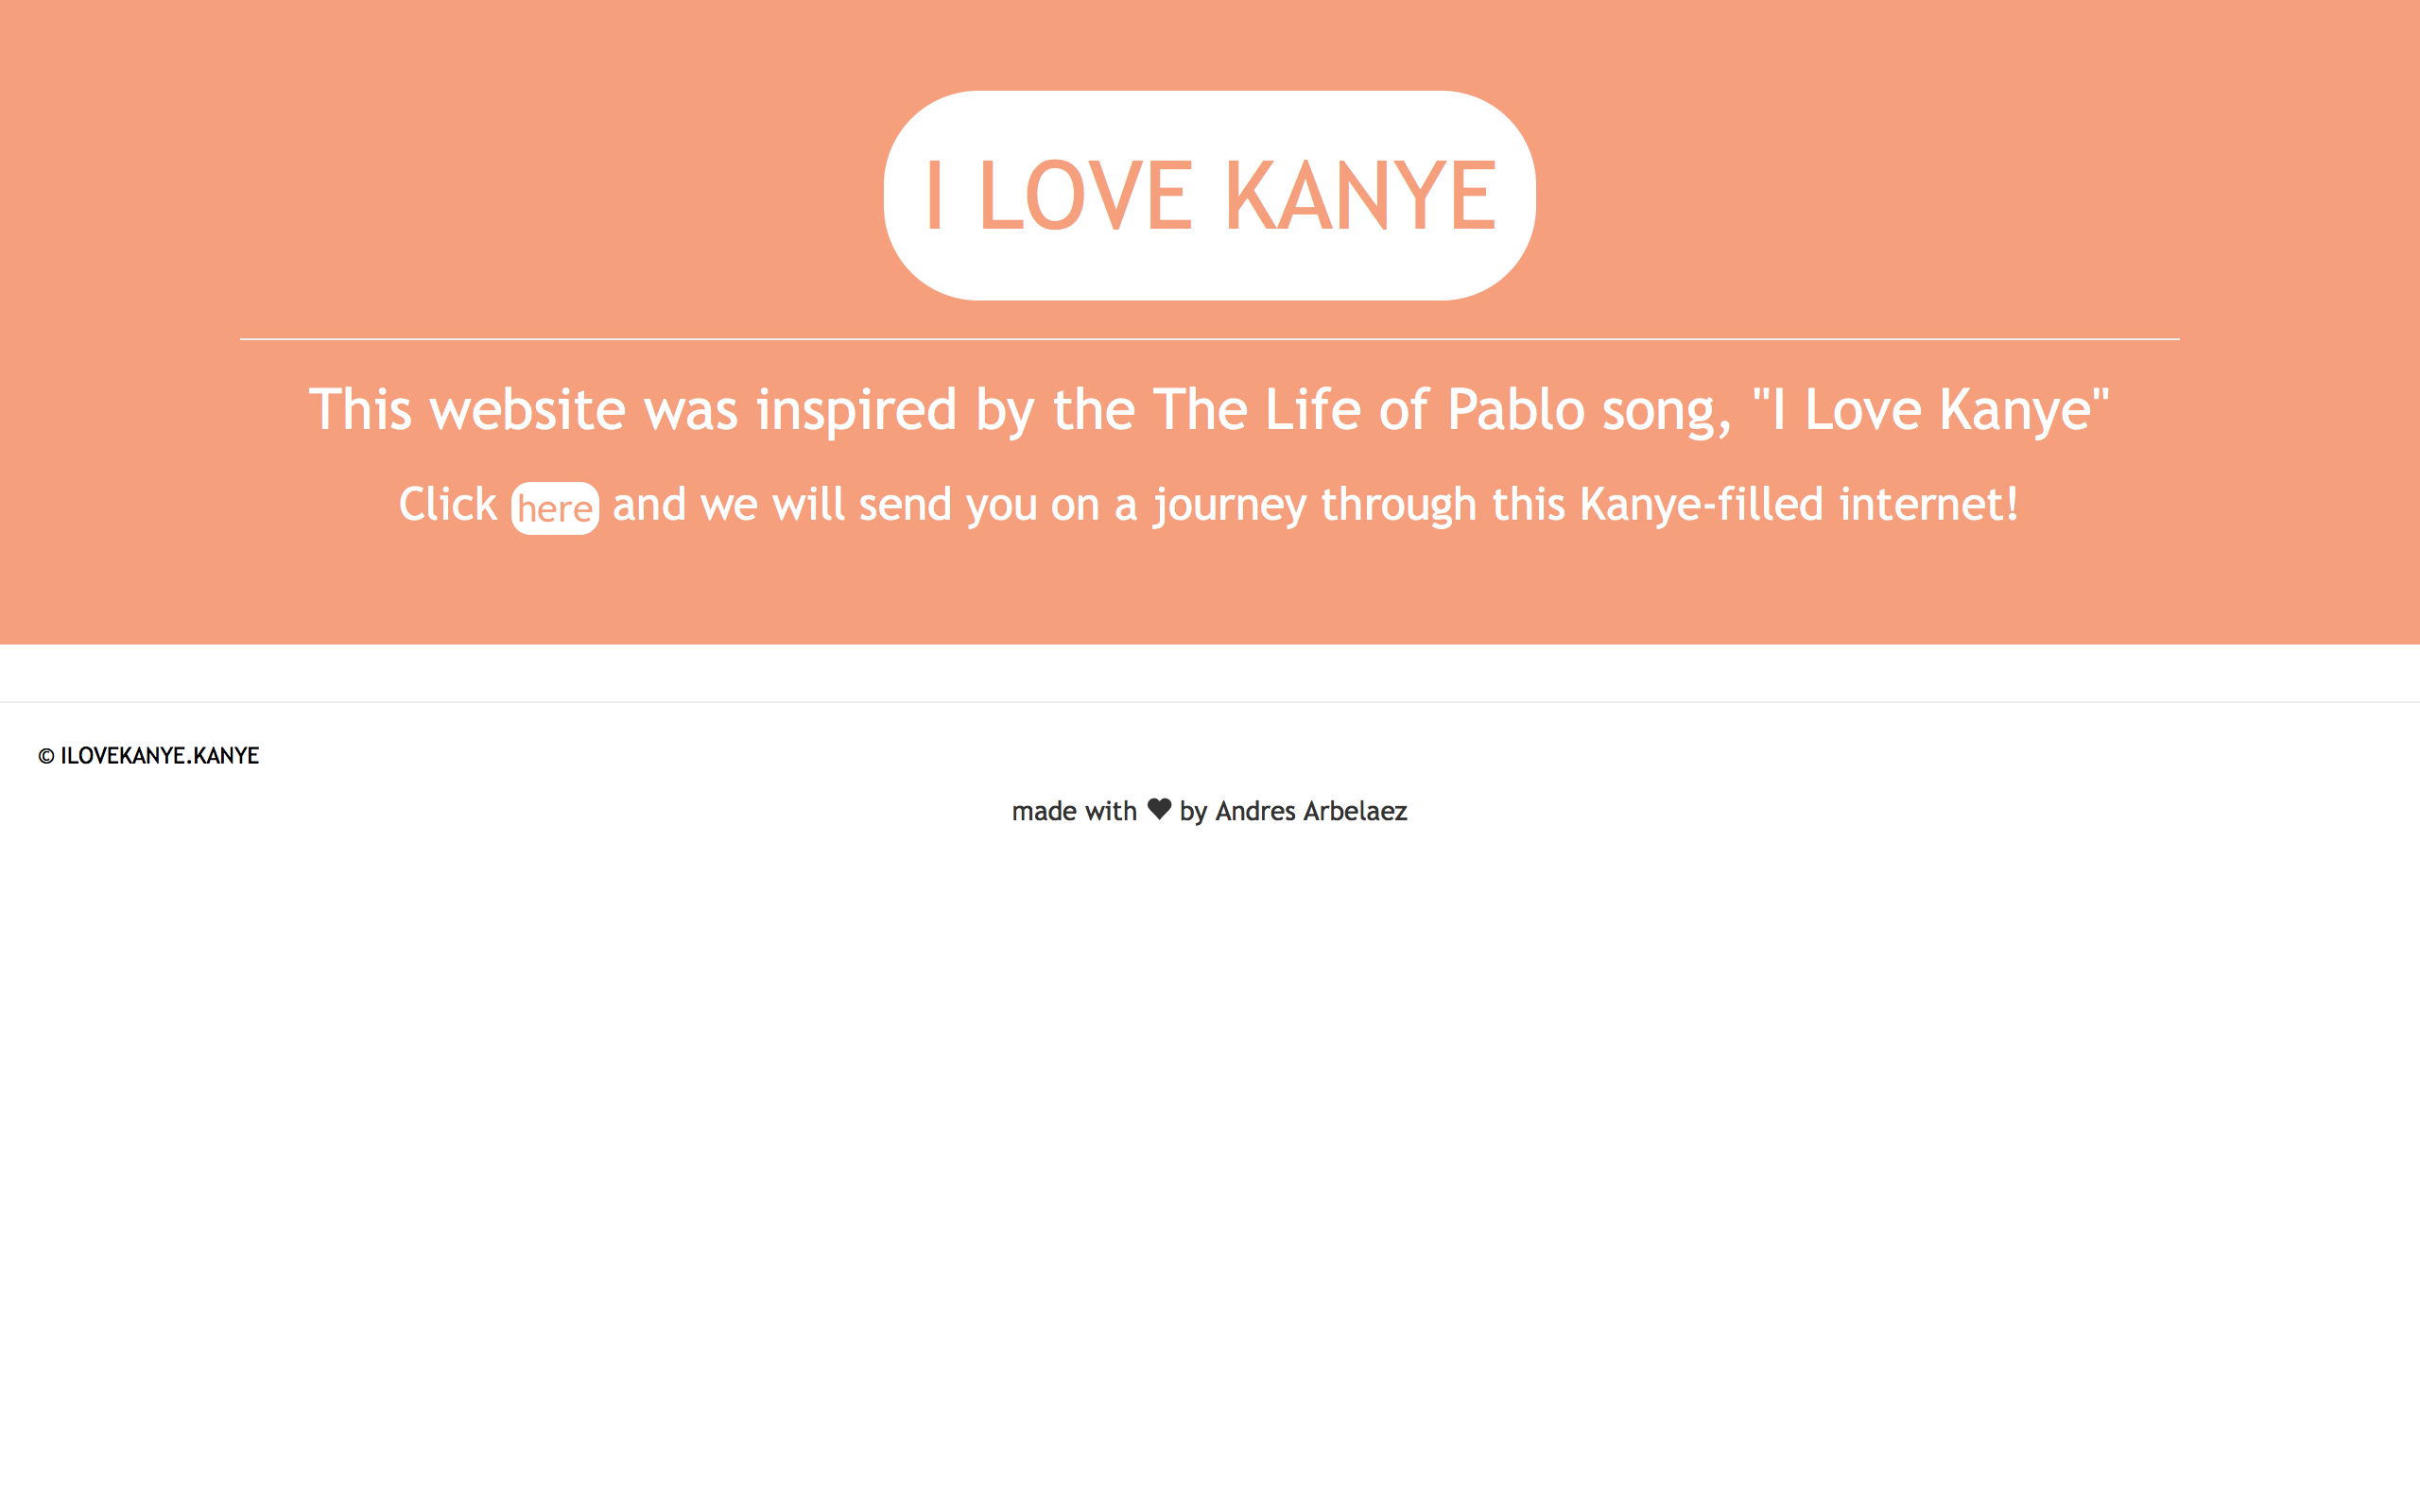 I LOVE KANYE
This website was inspired by the The Life of Pablo song, "I Love Kanye"
Click here and we will send you on a journey through this Kanye-filled internet!
© ILOVEKANYE.KANYE
made with ♥ by Andres Arbelaez